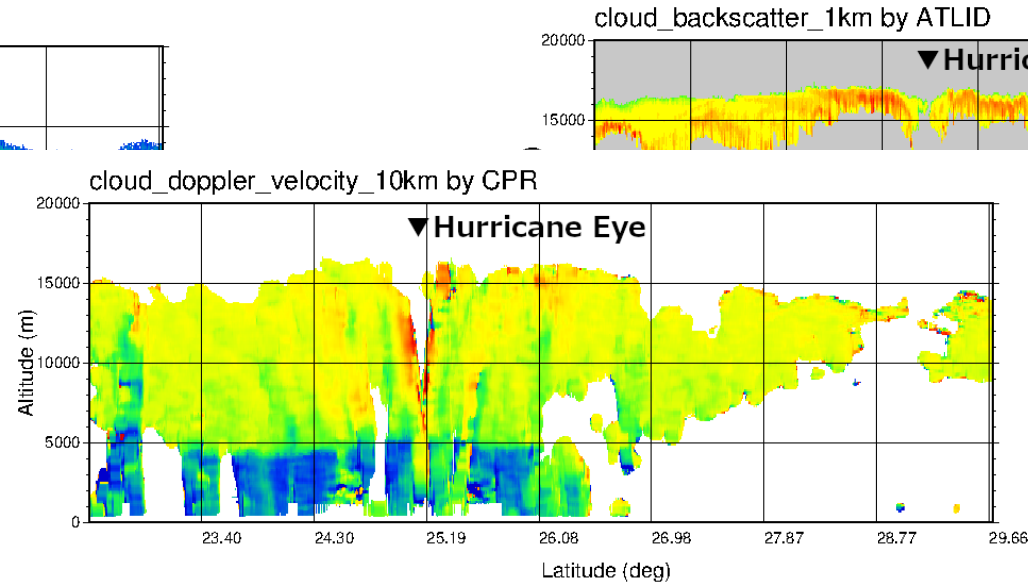 cloud_backscatter_1km by ATLID
20000
▼Hurric
15000
cloud_doppler_velocity_10km by CPR
20000
▼Hurricane Eye
15000
10000
5000
0
Altitude (m)
23.40 24.30 25.19 26.08 26.98 27.87 28.77 29.66
Latitude (deg)